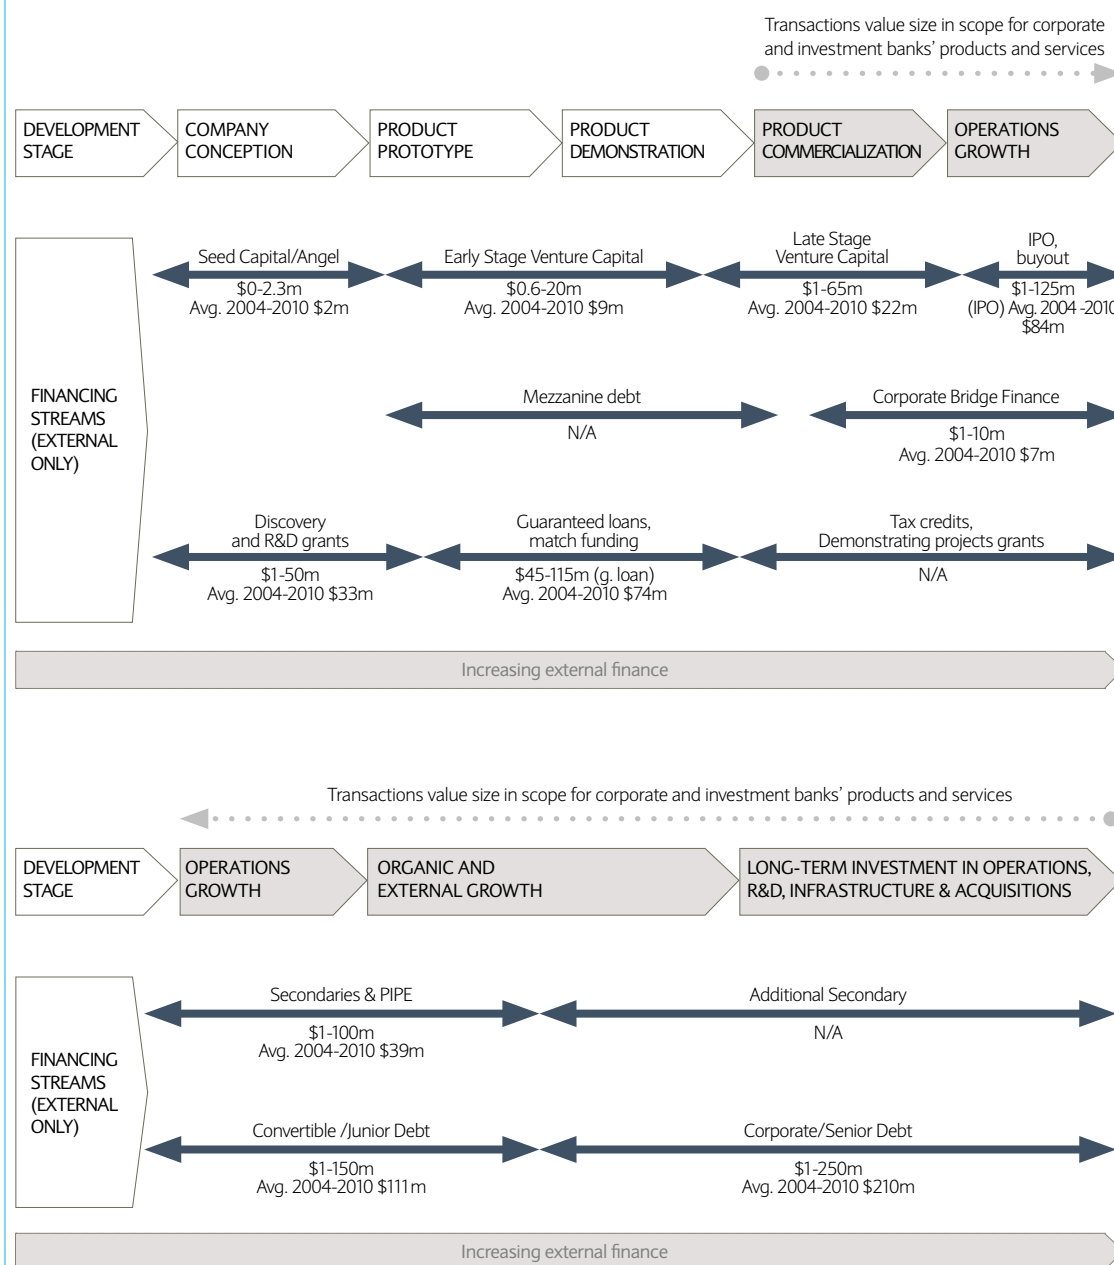 Transactions value size in scope for corporate
and investment banks' products and services
DEVELOPMENT
STAGE
COMPANY
CONCEPTION
PRODUCT
PROTOTYPE
PRODUCT
DEMONSTRATION
PRODUCT
COMMERCIALIZATION
OPERATIONS
GROWTH
FINANCING
STREAMS
(EXTERNAL
ONLY)
Seed Capital/Angel
$0-2.3m
Avg. 2004-2010 $2m
Early Stage Venture Capital
$0.6-20m
Avg. 2004-2010 $9m
Late Stage
Venture Capital
$1-65m
Avg. 2004-2010 $22m
IPO,
buyout
$1-125m
(IPO) Avg. 2004 -2010
$84m
Mezzanine debt
N/A
Corporate Bridge Finance
$1-10m
Avg. 2004-2010 $7m
Discovery
and R&D grants
$1-50m
Avg. 2004-2010 $33m
Guaranteed loans,
match funding
$45-115m (g. loan)
Avg. 2004-2010 $74m
Tax credits,
Demonstrating projects grants
N/A
Increasing external finance
Transactions value size in scope for corporate and investment banks' products and services
DEVELOPMENT
STAGE
OPERATIONS
GROWTH
ORGANIC AND
EXTERNAL GROWTH
LONG-TERM INVESTMENT IN OPERATIONS,
R&D, INFRASTRUCTURE & ACQUISITIONS
FINANCING
STREAMS
(EXTERNAL
ONLY)
Secondaries & PIPE
$1-100m
Avg. 2004-2010 $39m
Additional Secondary
N/A
Convertible /Junior Debt
$1-150m
Avg. 2004-2010 $111m
Corporate/Senior Debt
$1-250m
Avg. 2004-2010 $210m
Increasing external finance